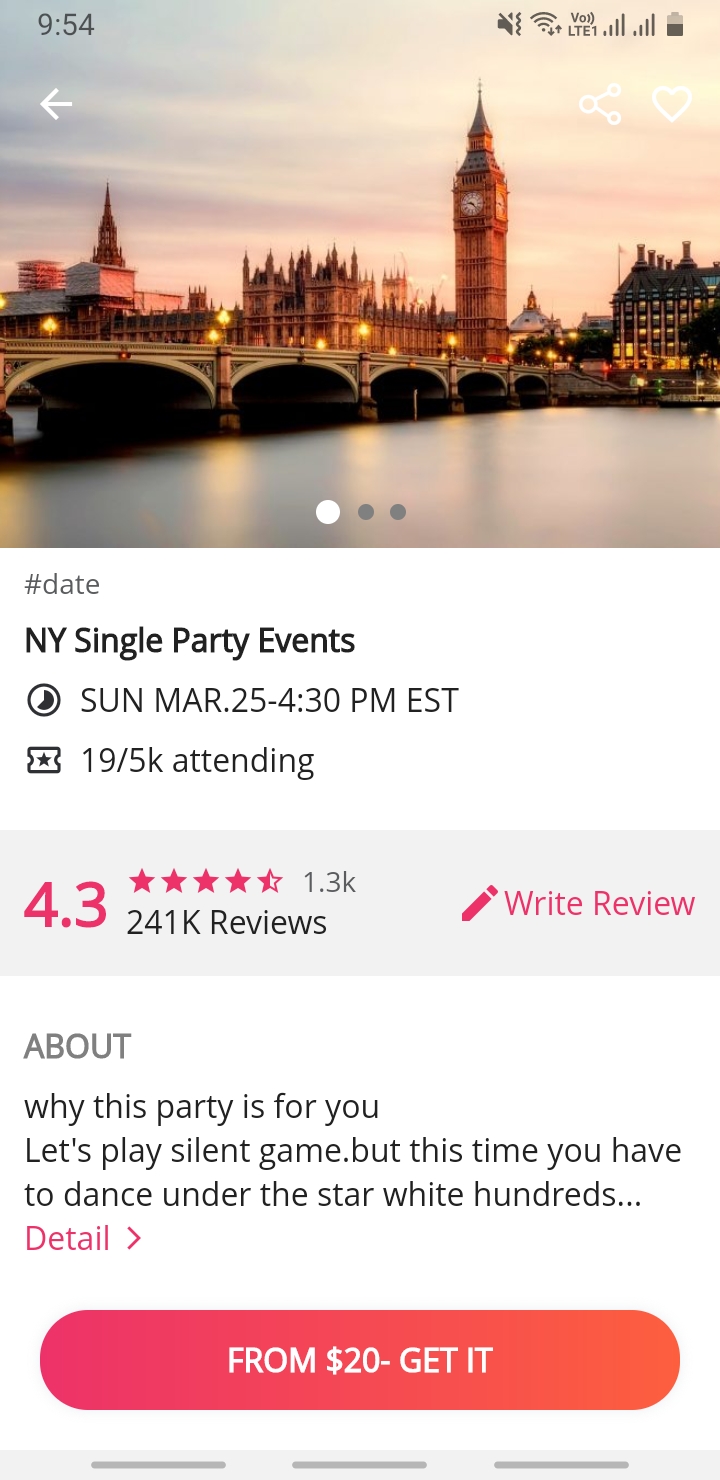 9:54
Vo))
LTE1
#date
NY Single Party Events
SUN MAR.25-4:30 PM EST
19/5k attending
4.3
1.3k
241K Reviews
Write Review
ABOUT
why this party is for you
Let's play silent game.but this time you have
to dance under the star white hundreds...
Detail >
FROM $20- GET IT